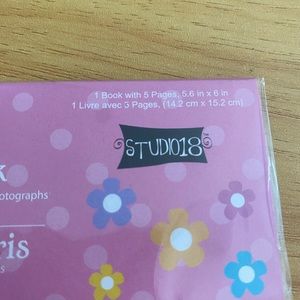 1 Book with 5 Pages, 5.6 in x 6 in
1 Livre avec 5 Pages, (14.2 cm x 15.2 cm)
STUDIO18
k
otographs
ris
s